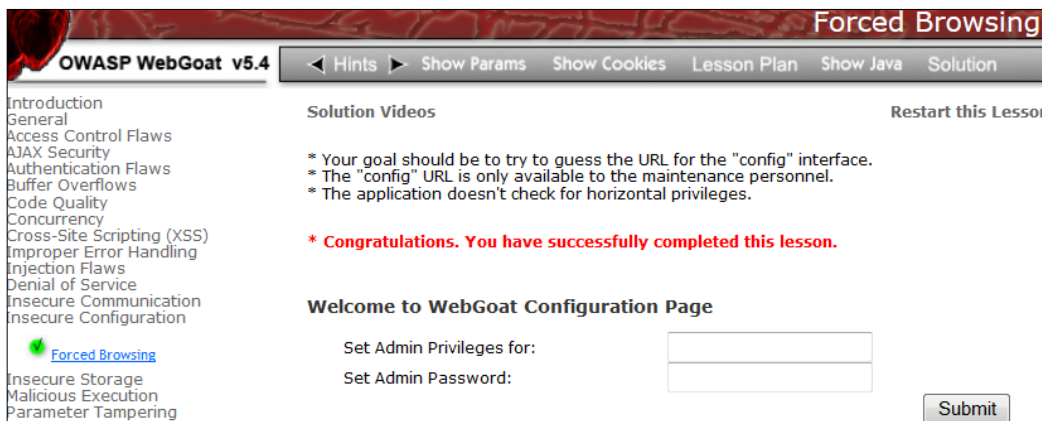 Forced Browsing
OWASP WebGoat v5.4
Hints Show Params Show Cookies Lesson Plan Show Java Solution
Introduction
General
Access Control Flaws
AJAX Security
Authentication Flaws
Buffer Overflows
Code Quality
Concurrency
Cross-Site Scripting (XSS)
Improper Error Handling
Injection Flaws
Denial of Service
Insecure Communication
Insecure Configuration
Forced Browsing
Insecure Storage
Malicious Execution
Parameter Tampering
Solution Videos
Restart this Lesson
* Your goal should be to try to guess the URL for the "config" interface.
* The "config" URL is only available to the maintenance personnel.
* The application doesn't check for horizontal privileges.
* Congratulations. You have successfully completed this lesson.
Welcome to WebGoat Configuration Page
Set Admin Privileges for:
Set Admin Password:
Submit